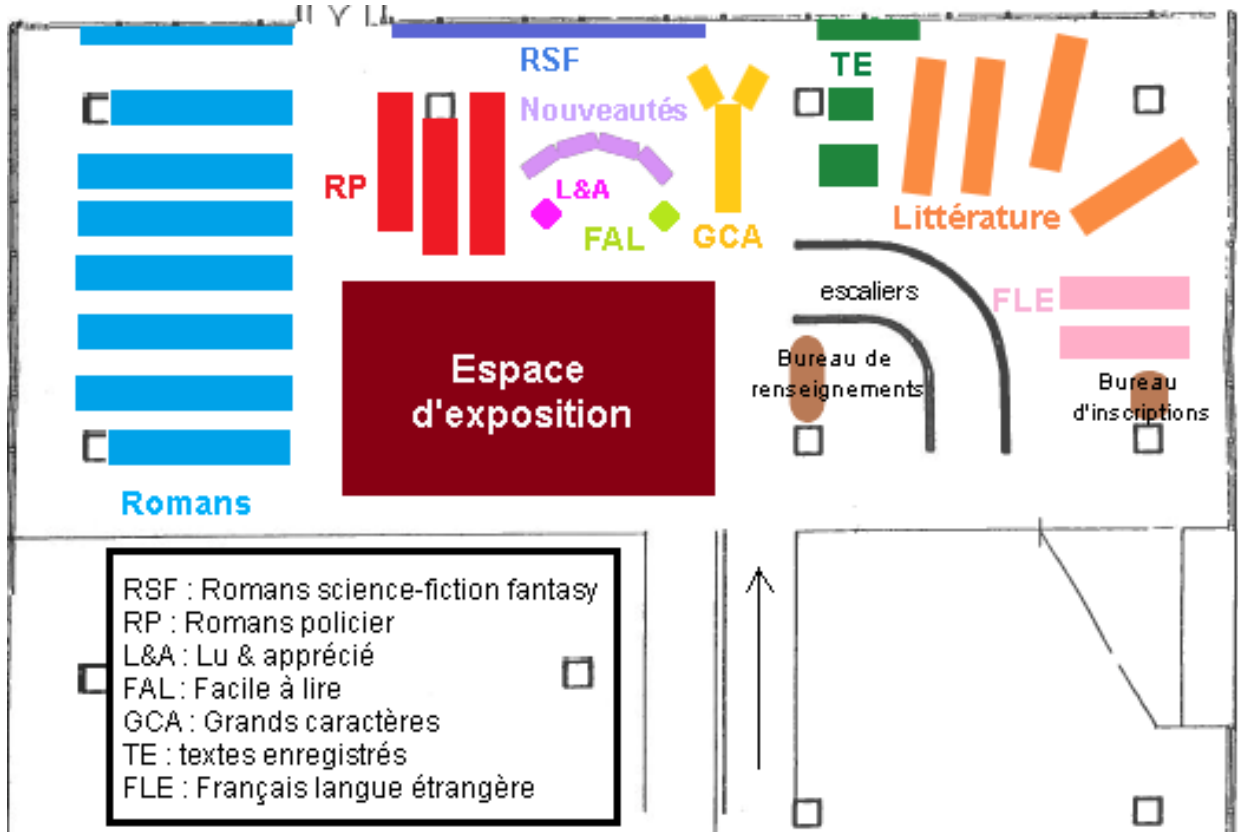 RSF
TE
Nouveautés
RP
L&A
FAL
GCA
Littérature
escaliers
FLE
Espace
d'exposition
Bureau de
renseignements
Bureau
d'inscriptions
Romans
RSF : Romans science-fiction fantasy
RP : Romans policier
L&A : Lu & apprécié
FAL : Facile à lire
GCA : Grands caractères
TE : textes enregistrés
FLE : Français langue étrangère